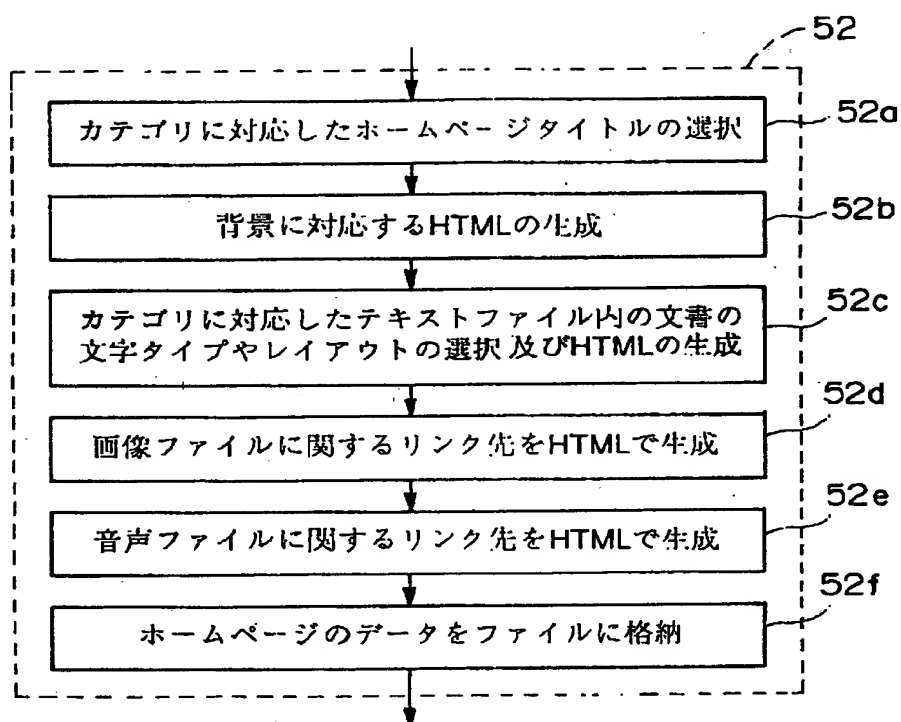 52
カテゴリに対応したホームページタイトルの選択
52a
背景に対応するHTMLの生成
52b
カテゴリに対応したテキストファイル内の文書の
文字タイプやレイアウトの選択及びHTMLの生成
52c
画像ファイルに関するリンク先をHTMLで生成
52d
音声ファイルに関するリンク先をHTMLで生成
52e
ホームページのデータをファイルに格納
52f